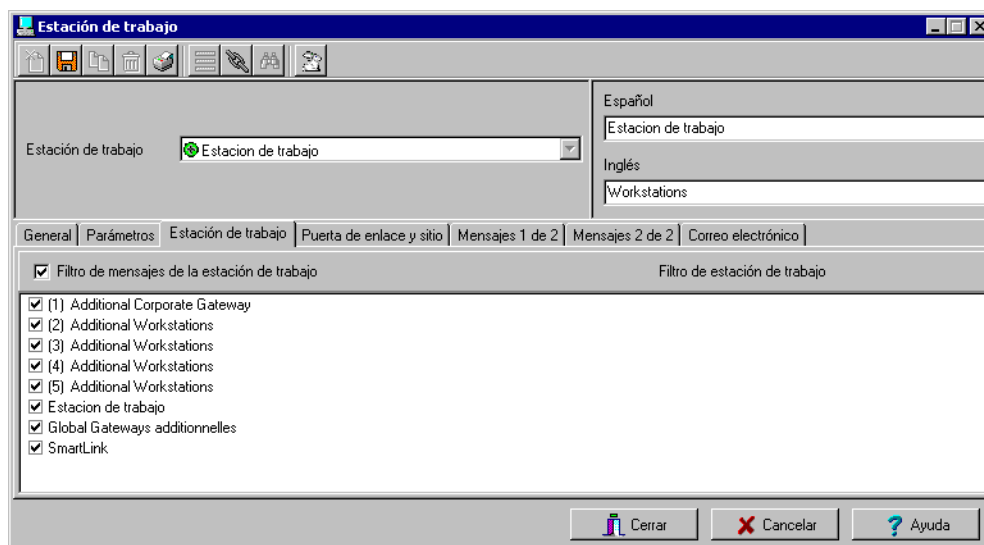 Estación de trabajo
Español
Estacion de trabajo
Estación de trabajo
Estacion de trabajo
Inglés
Workstations
General
Parámetros
Estación de trabajo
Puerta de enlace y sitio
Mensajes 1 de 2
Mensajes 2 de 2
Correo electrónico
Filtro de mensajes de la estación de trabajo
Filtro de estación de trabajo
(1) Additional Corporate Gateway
(2) Additional Workstations
(3) Additional Workstations
(4) Additional Workstations
(5) Additional Workstations
Estacion de trabajo
Global Gateways additionnelles
SmartLink
Cerrar
Cancelar
Ayuda